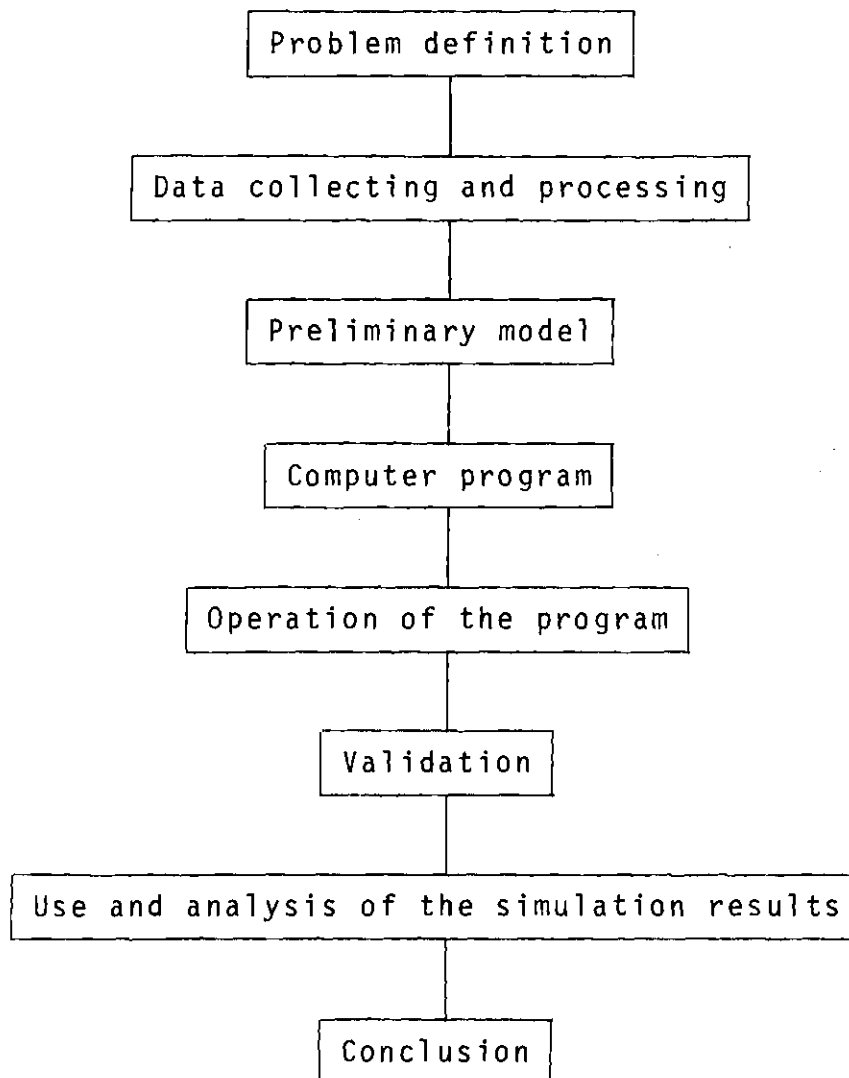 Problem definition
Data collecting and processing
Preliminary model
Computer program
Operation of the program
Validation
Use and analysis of the simulation results
Conclusion